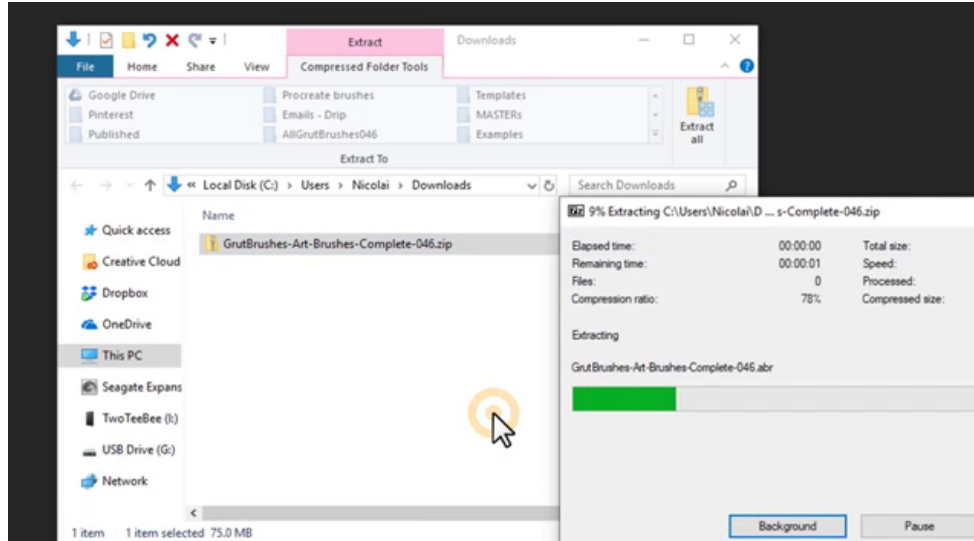 Extract
Downloads
File
Home
Share
View
Compressed Folder Tools
Google Drive
Procreate brushes
Templates
Pinterest
Emails - Drip
MASTERs
Published
AllGrutBrushes046
Examples
Extract all
Extract To
« Local Disk (C:) › Users › Nicolai › Downloads
Search Downloads
Name
Quick access
GrutBrushes-Art-Brushes-Complete-046.zip
Creative Cloud
Dropbox
OneDrive
This PC
Seagate Expans
TwoTeeBee (I:)
USB Drive (G:)
Network
1 item 1 item selected 75.0 MB
9% Extracting C:\Users\Nicolai\D ... s-Complete-046.zip
Elapsed time: 00:00:00 Total size:
Remaining time: 00:00:01 Speed:
Files: 0 Processed:
Compression ratio: 78% Compressed size:
Extracting
GrutBrushes-Art-Brushes-Complete-046.abr
Background
Pause